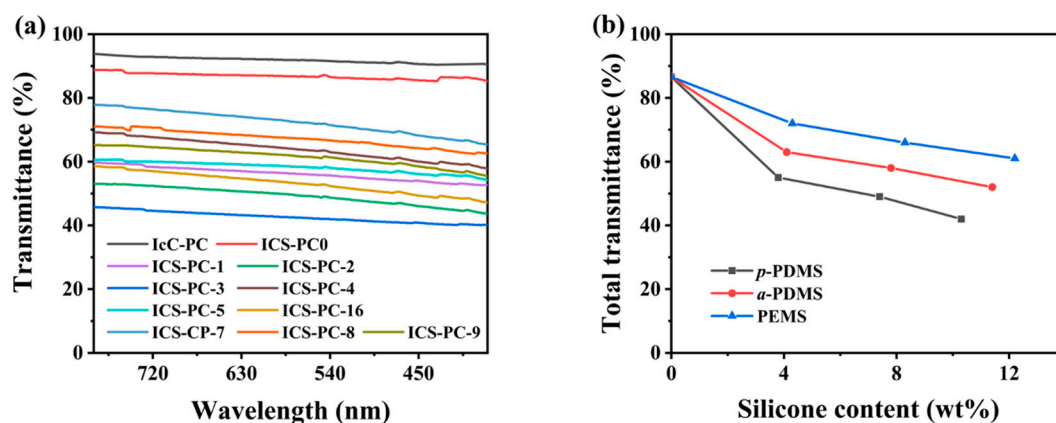 (a)
Transmittance (%)
100
80
60
40
20
0
IcC-PC ICS-PC0
ICS-PC-1 ICS-PC-2
ICS-PC-3 ICS-PC-4
ICS-PC-5 ICS-PC-16
ICS-CP-7 ICS-PC-8 ICS-PC-9
720 630 540 450
Wavelength (nm)
(b)
Total transmittance (%)
100
80
60
40
20
0
p-PDMS
a-PDMS
PEMS
0 4 8 12
Silicone content (wt%)